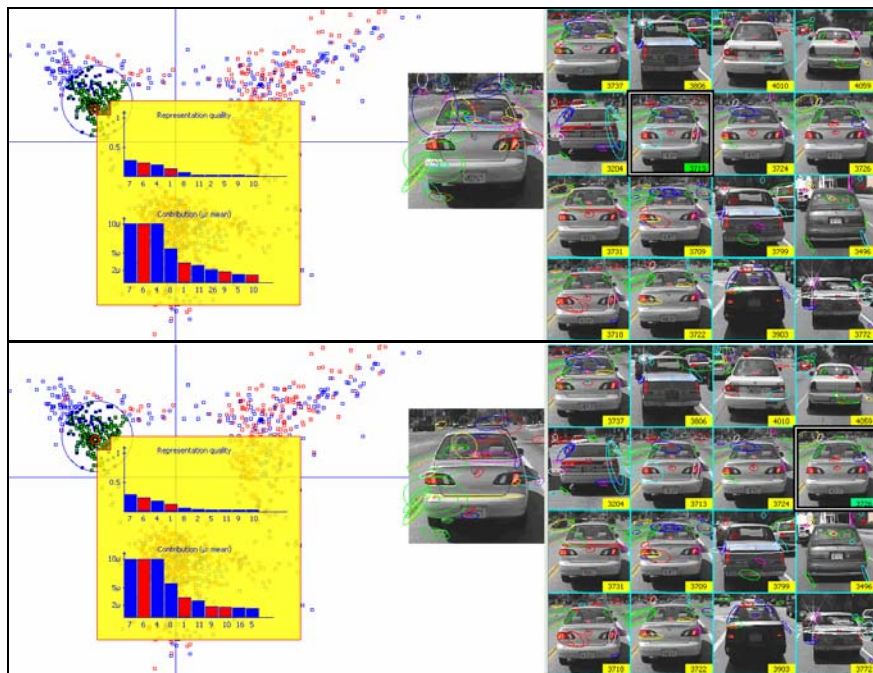 3737 3806 4010 4059
Representation quality
1
0.5
7 6 4 1 8 11 2 5 9 10
3204 3713 3724 3726
Contribution (μ: mean)
10μ
5μ
2μ
7 6 4 8 1 11 26 9 5 10
3731 3709 3799 3496
3718 3722 3903 3772
3737 3806 4010 4059
Representation quality
1
0.5
7 6 4 1 8 2 5 11 9 10
3204 3713 3724
Contribution (μ: mean)
10μ
5μ
2μ
7 6 4 8 1 11 9 2 10 16 5
3731 3709 3799 3496
3718 3722 3903 3772